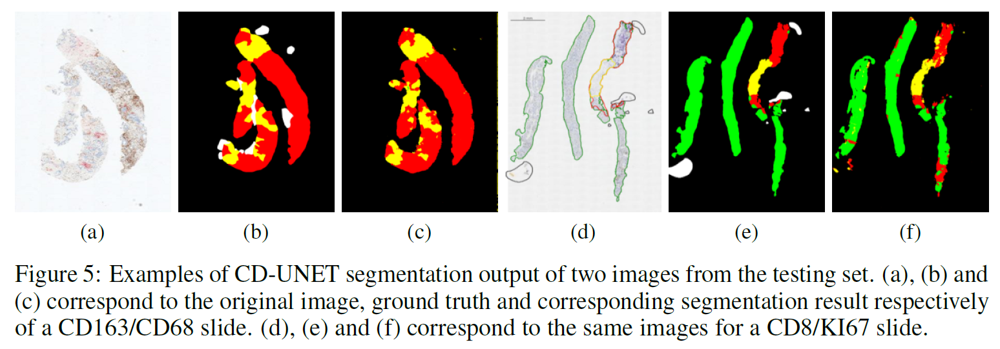 (a) (b) (c) (d) (e) (f)
Figure 5: Examples of CD-UNET segmentation output of two images from the testing set. (a), (b) and
(c) correspond to the original image, ground truth and corresponding segmentation result respectively
of a CD163/CD68 slide. (d), (e) and (f) correspond to the same images for a CD8/KI67 slide.